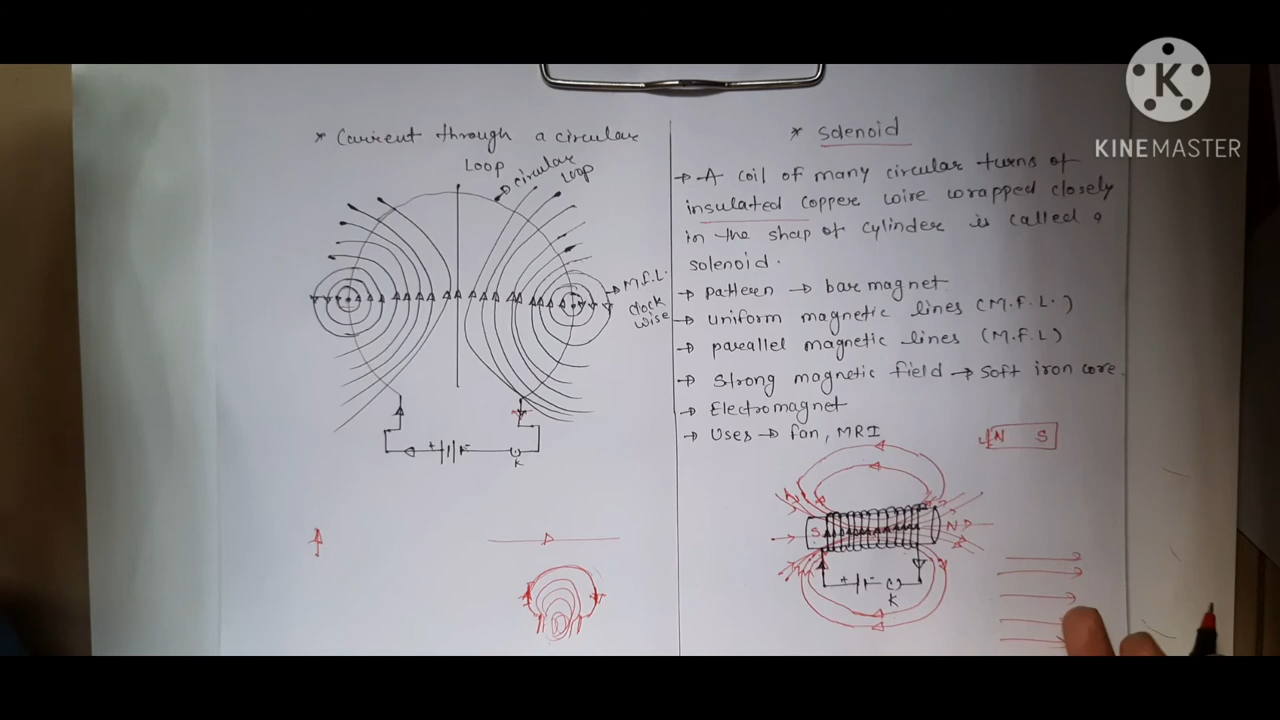 * Current through a circular
Loop
circular
Loop
M.F.L.
clock
wise
+
-
K
* Solenoid
→ A coil of many circular turns of
insulated copper wire wrapped closely
in the shap of cylinder is called a
solenoid.
→ pattern → bar magnet
→ uniform magnetic lines (M.F.L.)
→ parallel magnetic lines (M.F.L)
→ Strong magnetic field → Soft iron core.
→ Electromagnet
→ Uses → fan, MRI
N S
S N
+ -
K
K
KINEMASTER